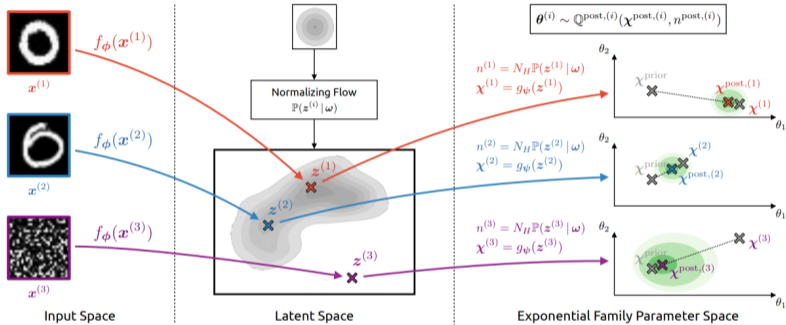 f_ϕ(x^(1))
x^(1)
f_ϕ(x^(2))
x^(2)
f_ϕ(x^(3))
x^(3)
Input Space
Normalizing Flow
ℙ(z^(i) | ω)
z^(1)
z^(2)
z^(3)
Latent Space
θ^(i) ∼ ℚ^post,(i)(χ^post,(i), n^post,(i))
n^(1) = N_H ℙ(z^(1) | ω)
χ^(1) = g_ψ(z^(1))
θ_2
χ^prior
χ^post,(1)
χ^(1)
θ_1
n^(2) = N_H ℙ(z^(2) | ω)
χ^(2) = g_ψ(z^(2))
θ_2
χ^(2)
χ^prior
χ^post,(2)
θ_1
n^(3) = N_H ℙ(z^(3) | ω)
χ^(3) = g_ψ(z^(3))
θ_2
χ^(3)
χ^prior
χ^post,(3)
θ_1
Exponential Family Parameter Space